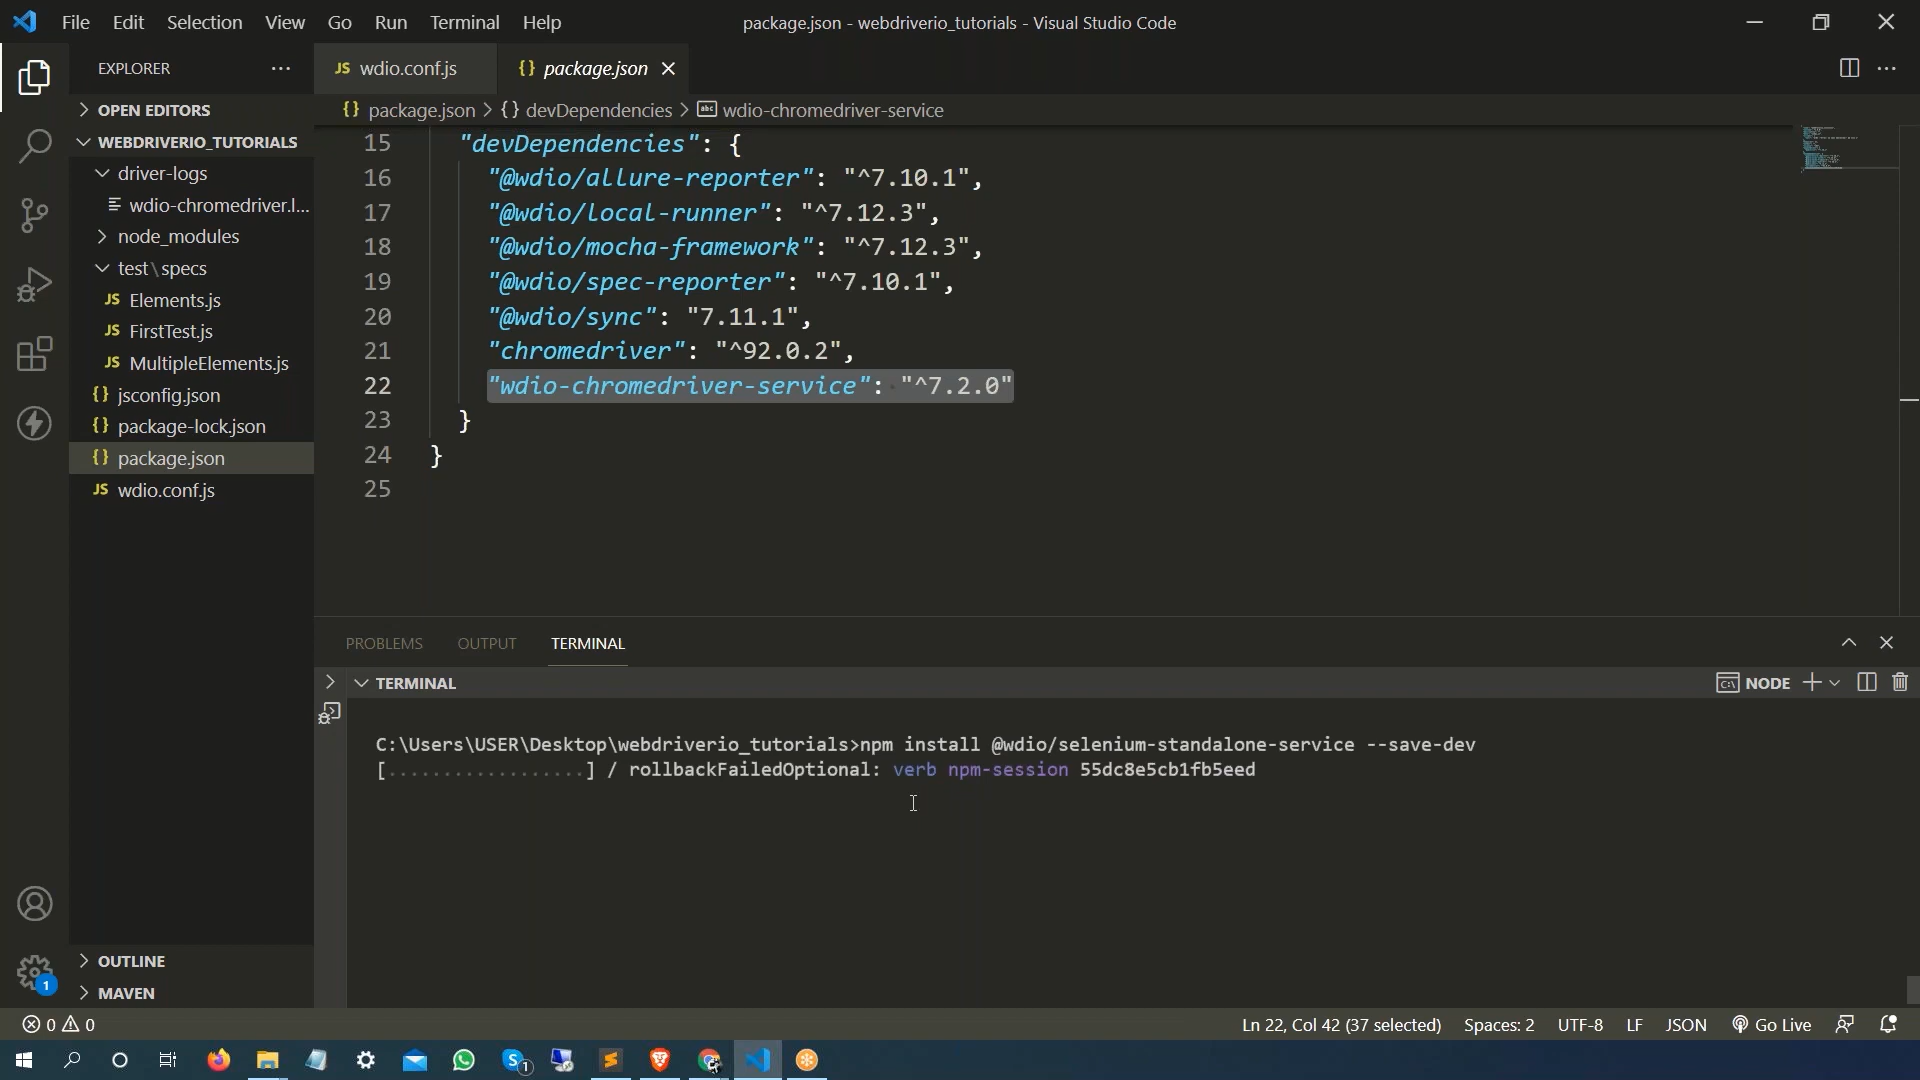 File Edit Selection View Go Run Terminal Help
package.json - webdriverio_tutorials - Visual Studio Code
EXPLORER
OPEN EDITORS
WEBDRIVERIO_TUTORIALS
driver-logs
wdio-chromedriver.l...
node_modules
test\specs
JS Elements.js
JS FirstTest.js
JS MultipleElements.js
{} jsconfig.json
{} package-lock.json
{} package.json
JS wdio.conf.js
OUTLINE
MAVEN
JS wdio.conf.js
{} package.json
{} package.json > {} devDependencies > abc wdio-chromedriver-service
15 "devDependencies": {
16 "@wdio/allure-reporter": "^7.10.1",
17 "@wdio/local-runner": "^7.12.3",
18 "@wdio/mocha-framework": "^7.12.3",
19 "@wdio/spec-reporter": "^7.10.1",
20 "@wdio/sync": "7.11.1",
21 "chromedriver": "^92.0.2",
22 "wdio-chromedriver-service": "^7.2.0"
23 }
24 }
25
PROBLEMS OUTPUT TERMINAL
TERMINAL
NODE
C:\Users\USER\Desktop\webdriverio_tutorials>npm install @wdio/selenium-standalone-service --save-dev
[..................] / rollbackFailedOptional: verb npm-session 55dc8e5cb1fb5eed
1
0 0
Ln 22, Col 42 (37 selected) Spaces: 2 UTF-8 LF JSON Go Live
S 1